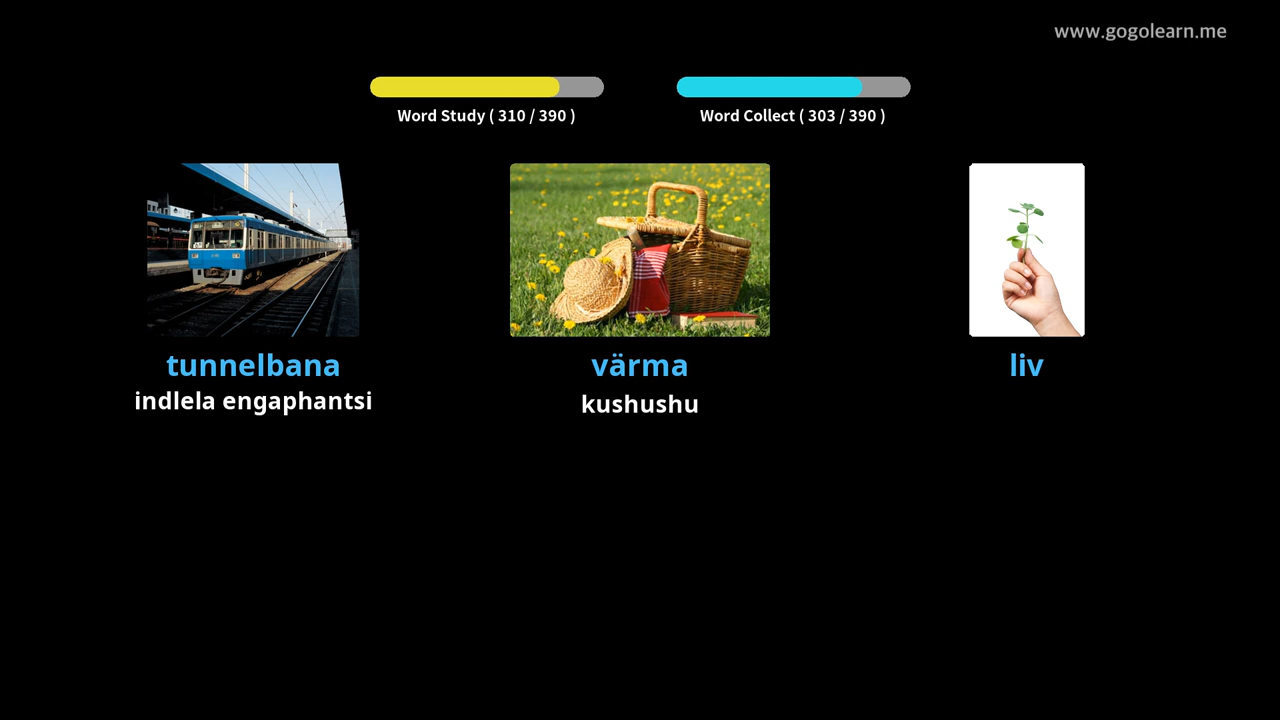 www.gogolearn.me
Word Study ( 310 / 390 )
Word Collect ( 303 / 390 )
tunnelbana
indlela engaphantsi
värma
kushushu
liv